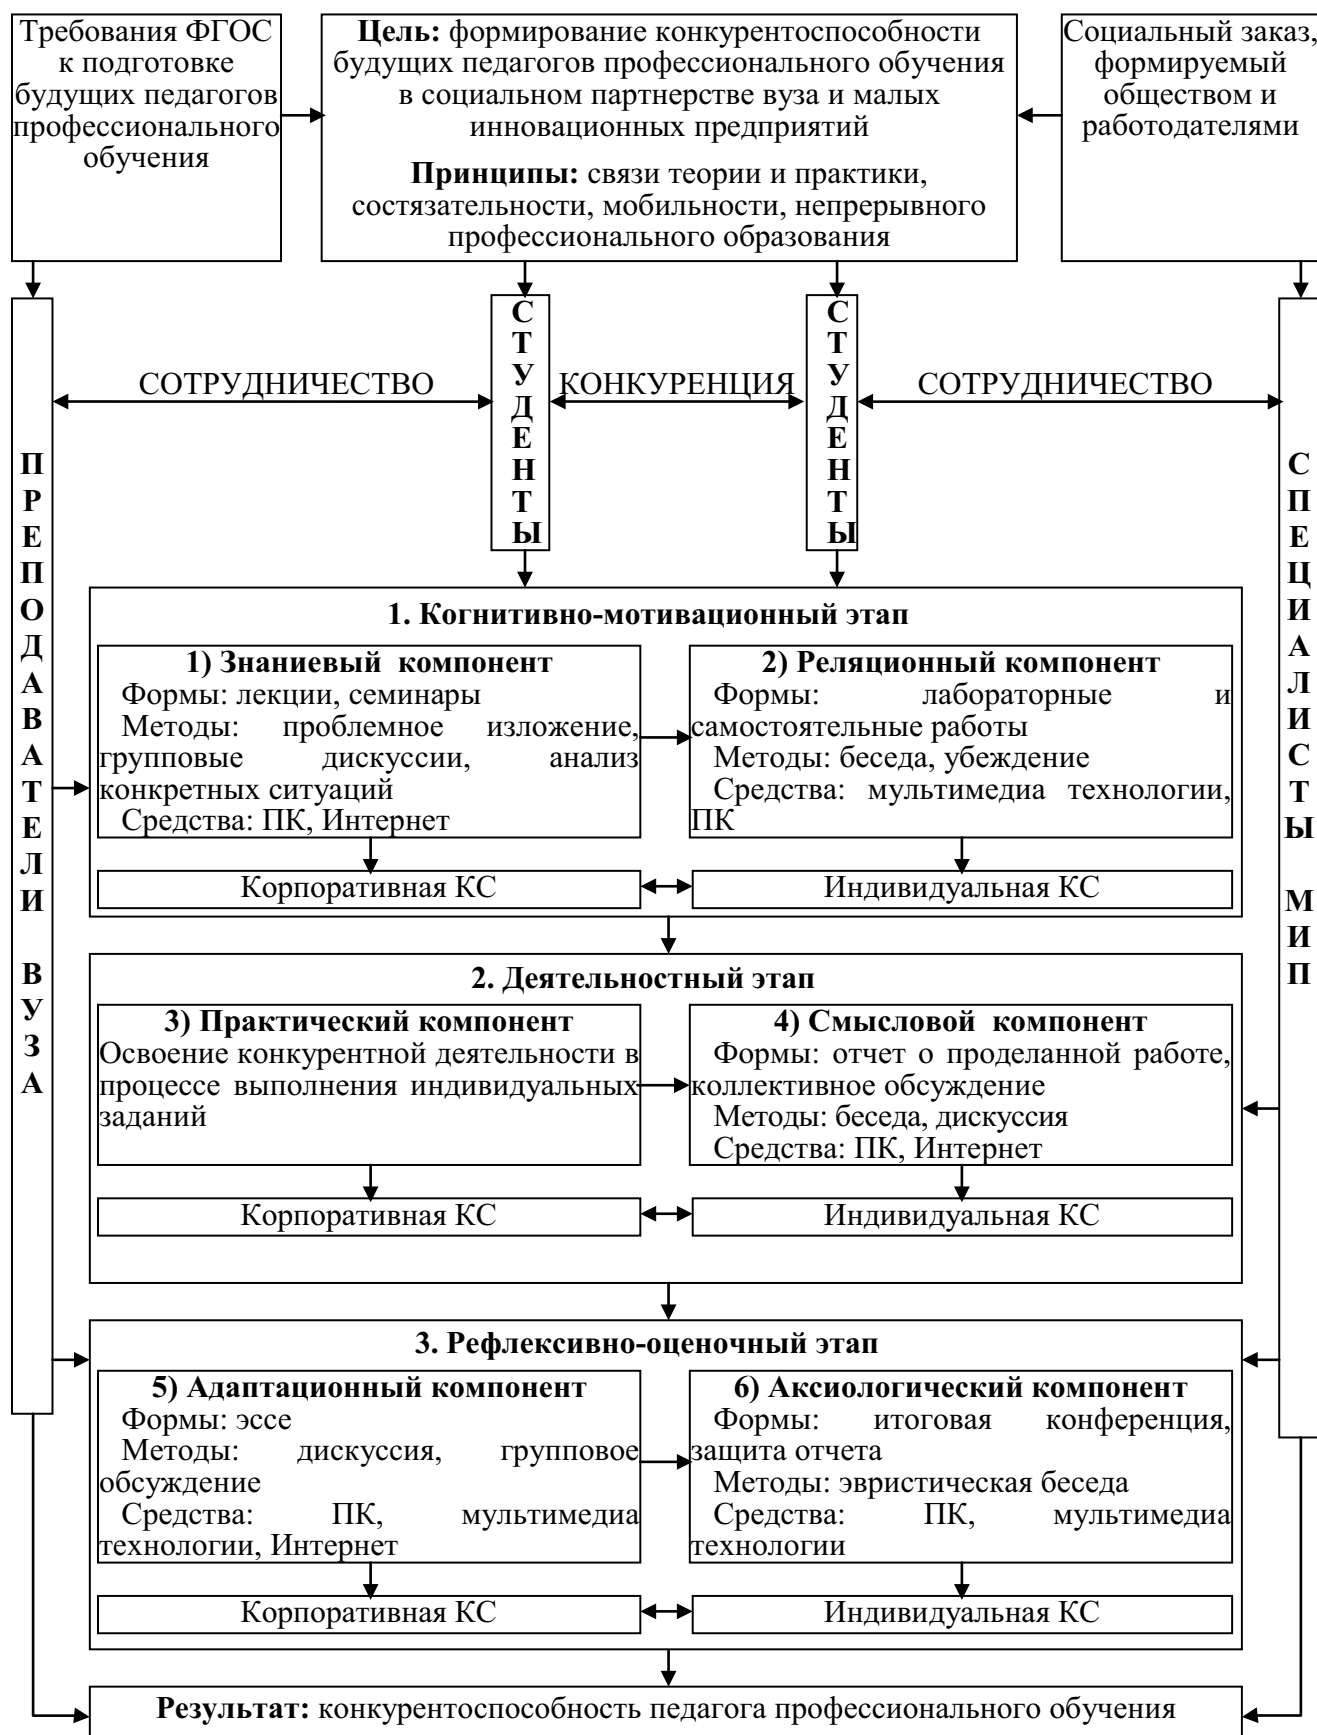 Требования ФГОС
к подготовке
будущих педагогов
профессионального
обучения
Цель: формирование конкурентоспособности
будущих педагогов профессионального обучения
в социальном партнерстве вуза и малых
инновационных предприятий
Принципы: связи теории и практики,
состязательности, мобильности, непрерывного
профессионального образования
Социальный заказ,
формируемый
обществом и
работодателями
ПРЕПОДАВАТЕЛИ ВУЗА
СОТРУДНИЧЕСТВО
СТУДЕНТЫ
КОНКУРЕНЦИЯ
СТУДЕНТЫ
СОТРУДНИЧЕСТВО
СПЕЦИАЛИСТЫ МИП
1. Когнитивно-мотивационный этап
1) Знаниевый компонент
Формы: лекции, семинары
Методы: проблемное изложение,
групповые дискуссии, анализ
конкретных ситуаций
Средства: ПК, Интернет
2) Реляционный компонент
Формы: лабораторные и
самостоятельные работы
Методы: беседа, убеждение
Средства: мультимедиа технологии,
ПК
Корпоративная КС
Индивидуальная КС
2. Деятельностный этап
3) Практический компонент
Освоение конкурентной деятельности в
процессе выполнения индивидуальных
заданий
4) Смысловой компонент
Формы: отчет о проделанной работе,
коллективное обсуждение
Методы: беседа, дискуссия
Средства: ПК, Интернет
Корпоративная КС
Индивидуальная КС
3. Рефлексивно-оценочный этап
5) Адаптационный компонент
Формы: эссе
Методы: дискуссия, групповое
обсуждение
Средства: ПК, мультимедиа
технологии, Интернет
6) Аксиологический компонент
Формы: итоговая конференция,
защита отчета
Методы: эвристическая беседа
Средства: ПК, мультимедиа
технологии
Корпоративная КС
Индивидуальная КС
Результат: конкурентоспособность педагога профессионального обучения